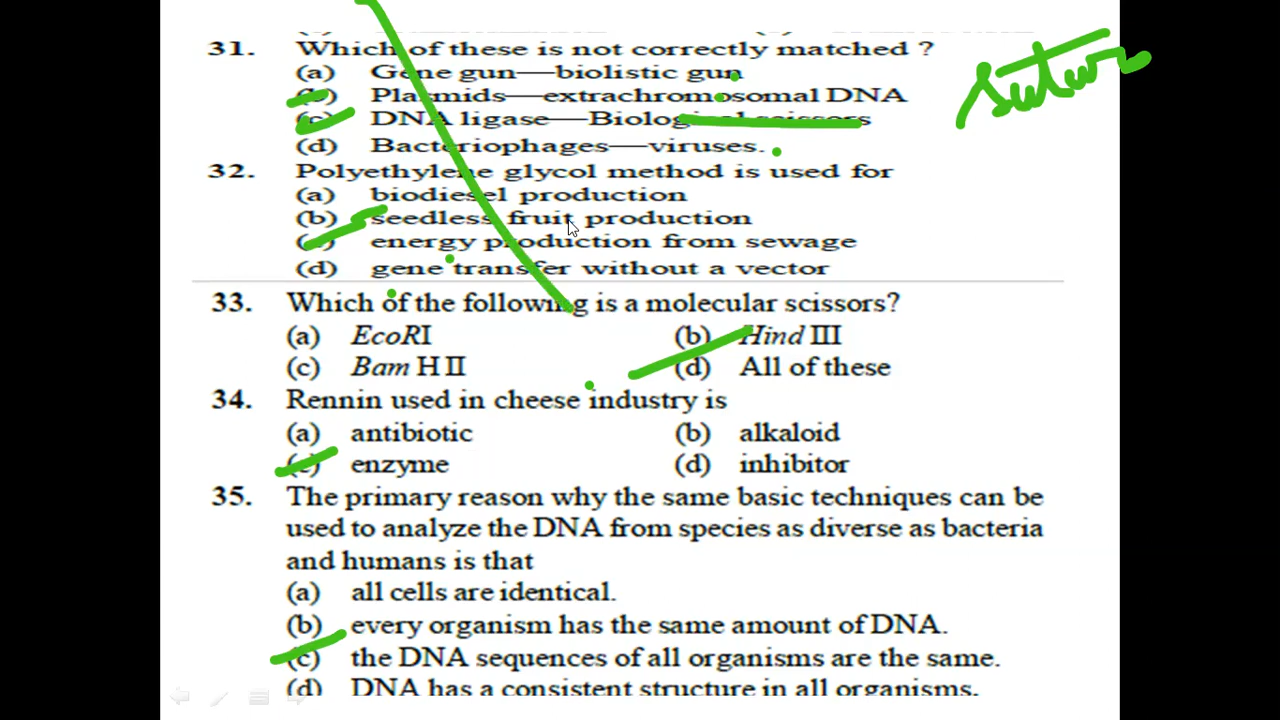 31. Which of these is not correctly matched ?
(a) Gene gun—biolistic gun
(b) Plasmids—extrachromosomal DNA
(c) DNA ligase—Biological scissors
(d) Bacteriophages—viruses.
32. Polyethylene glycol method is used for
(a) biodiesel production
(b) seedless fruit production
(c) energy production from sewage
(d) gene transfer without a vector
33. Which of the following is a molecular scissors?
(a) EcoRI (b) Hind III
(c) Bam H II (d) All of these
34. Rennin used in cheese industry is
(a) antibiotic (b) alkaloid
(c) enzyme (d) inhibitor
35. The primary reason why the same basic techniques can be
used to analyze the DNA from species as diverse as bacteria
and humans is that
(a) all cells are identical.
(b) every organism has the same amount of DNA.
(c) the DNA sequences of all organisms are the same.
(d) DNA has a consistent structure in all organisms.